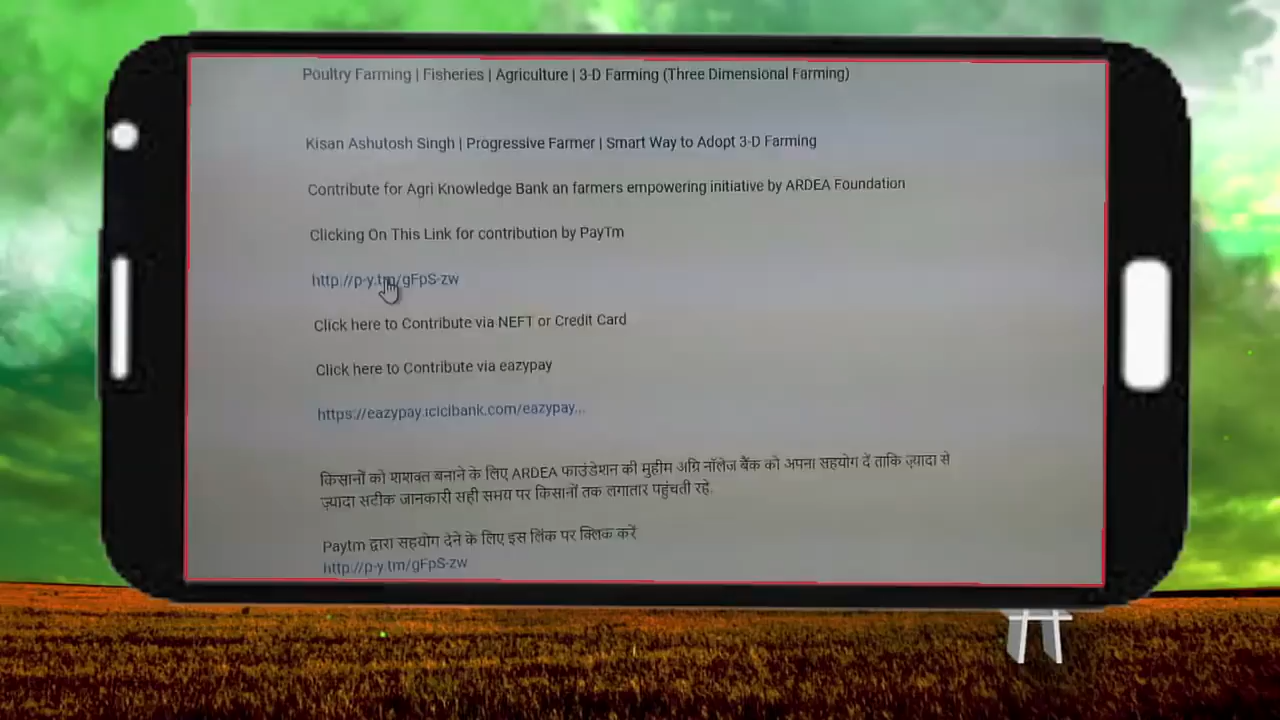 Poultry Farming | Fisheries | Agriculture | 3-D Farming (Three Dimensional Farming)
Kisan Ashutosh Singh | Progressive Farmer | Smart Way to Adopt 3-D Farming
Contribute for Agri Knowledge Bank an farmers empowering initiative by ARDEA Foundation
Clicking On This Link for contribution by PayTm
http://p-y.tm/gFpS-zw
Click here to Contribute via NEFT or Credit Card
Click here to Contribute via eazypay
https://eazypay.icicibank.com/eazypay...
किसानों को शशक्त बनाने के लिए ARDEA फाउंडेशन की मुहीम अग्रि नॉलेज बैंक को अपना सहयोग दें ताकि ज़्यादा से
ज़्यादा सटीक जानकारी सही समय पर किसानों तक लगातार पहुंचती रहे.
Paytm द्वारा सहयोग देने के लिए इस लिंक पर क्लिक करें
http://p-y.tm/gFpS-zw